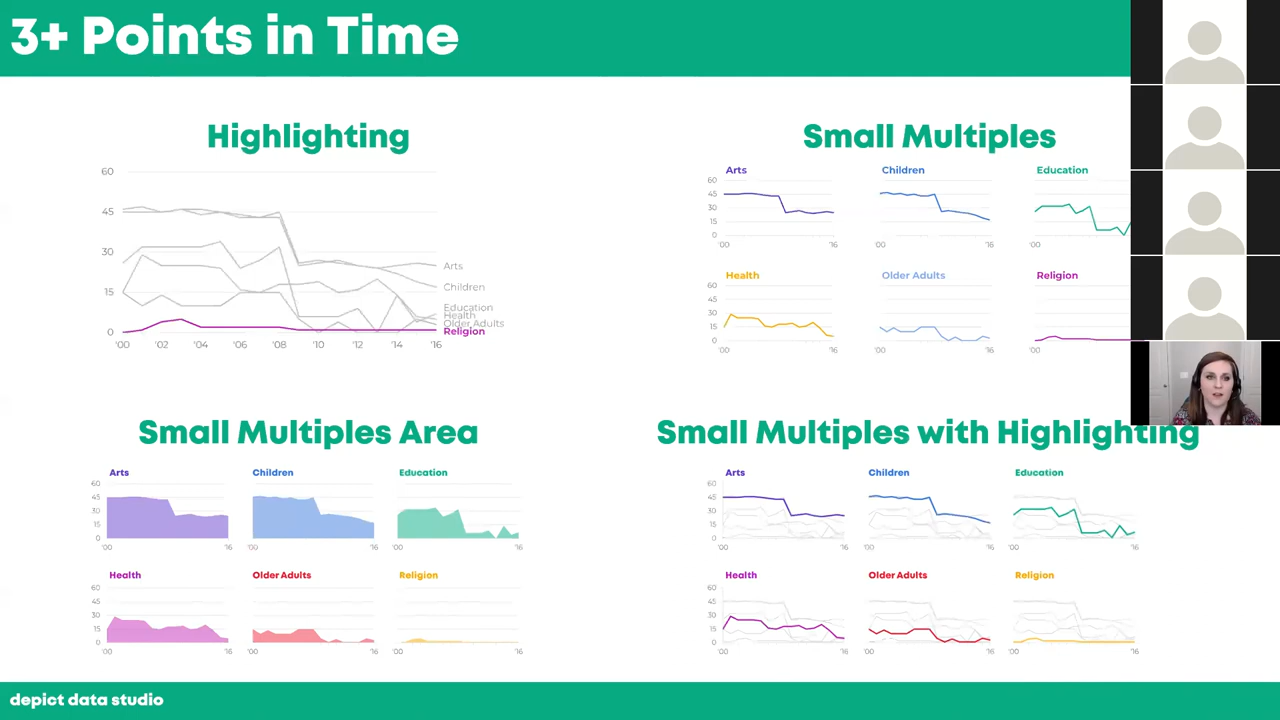 3+ Points in Time
Highlighting
60
45
30
15
0
Arts
Children
Education
Health
Older Adults
Religion
'00 '02 '04 '06 '08 '10 '12 '14 '16
Small Multiples
Arts Children Education
60
45
30
15
0
'00 '16 '00 '16 '00
Health Older Adults Religion
60
45
30
15
0
'00 '16 '00 '16 '00
Small Multiples Area
Arts Children Education
60
45
30
15
0
'00 '16 '00 '16 '00 '16
Health Older Adults Religion
60
45
30
15
0
'00 '16 '00 '16 '00 '16
Small Multiples with Highlighting
Arts Children Education
60
45
30
15
0
'00 '16 '00 '16 '00 '16
Health Older Adults Religion
60
45
30
15
0
'00 '16 '00 '16 '00 '16
depict data studio